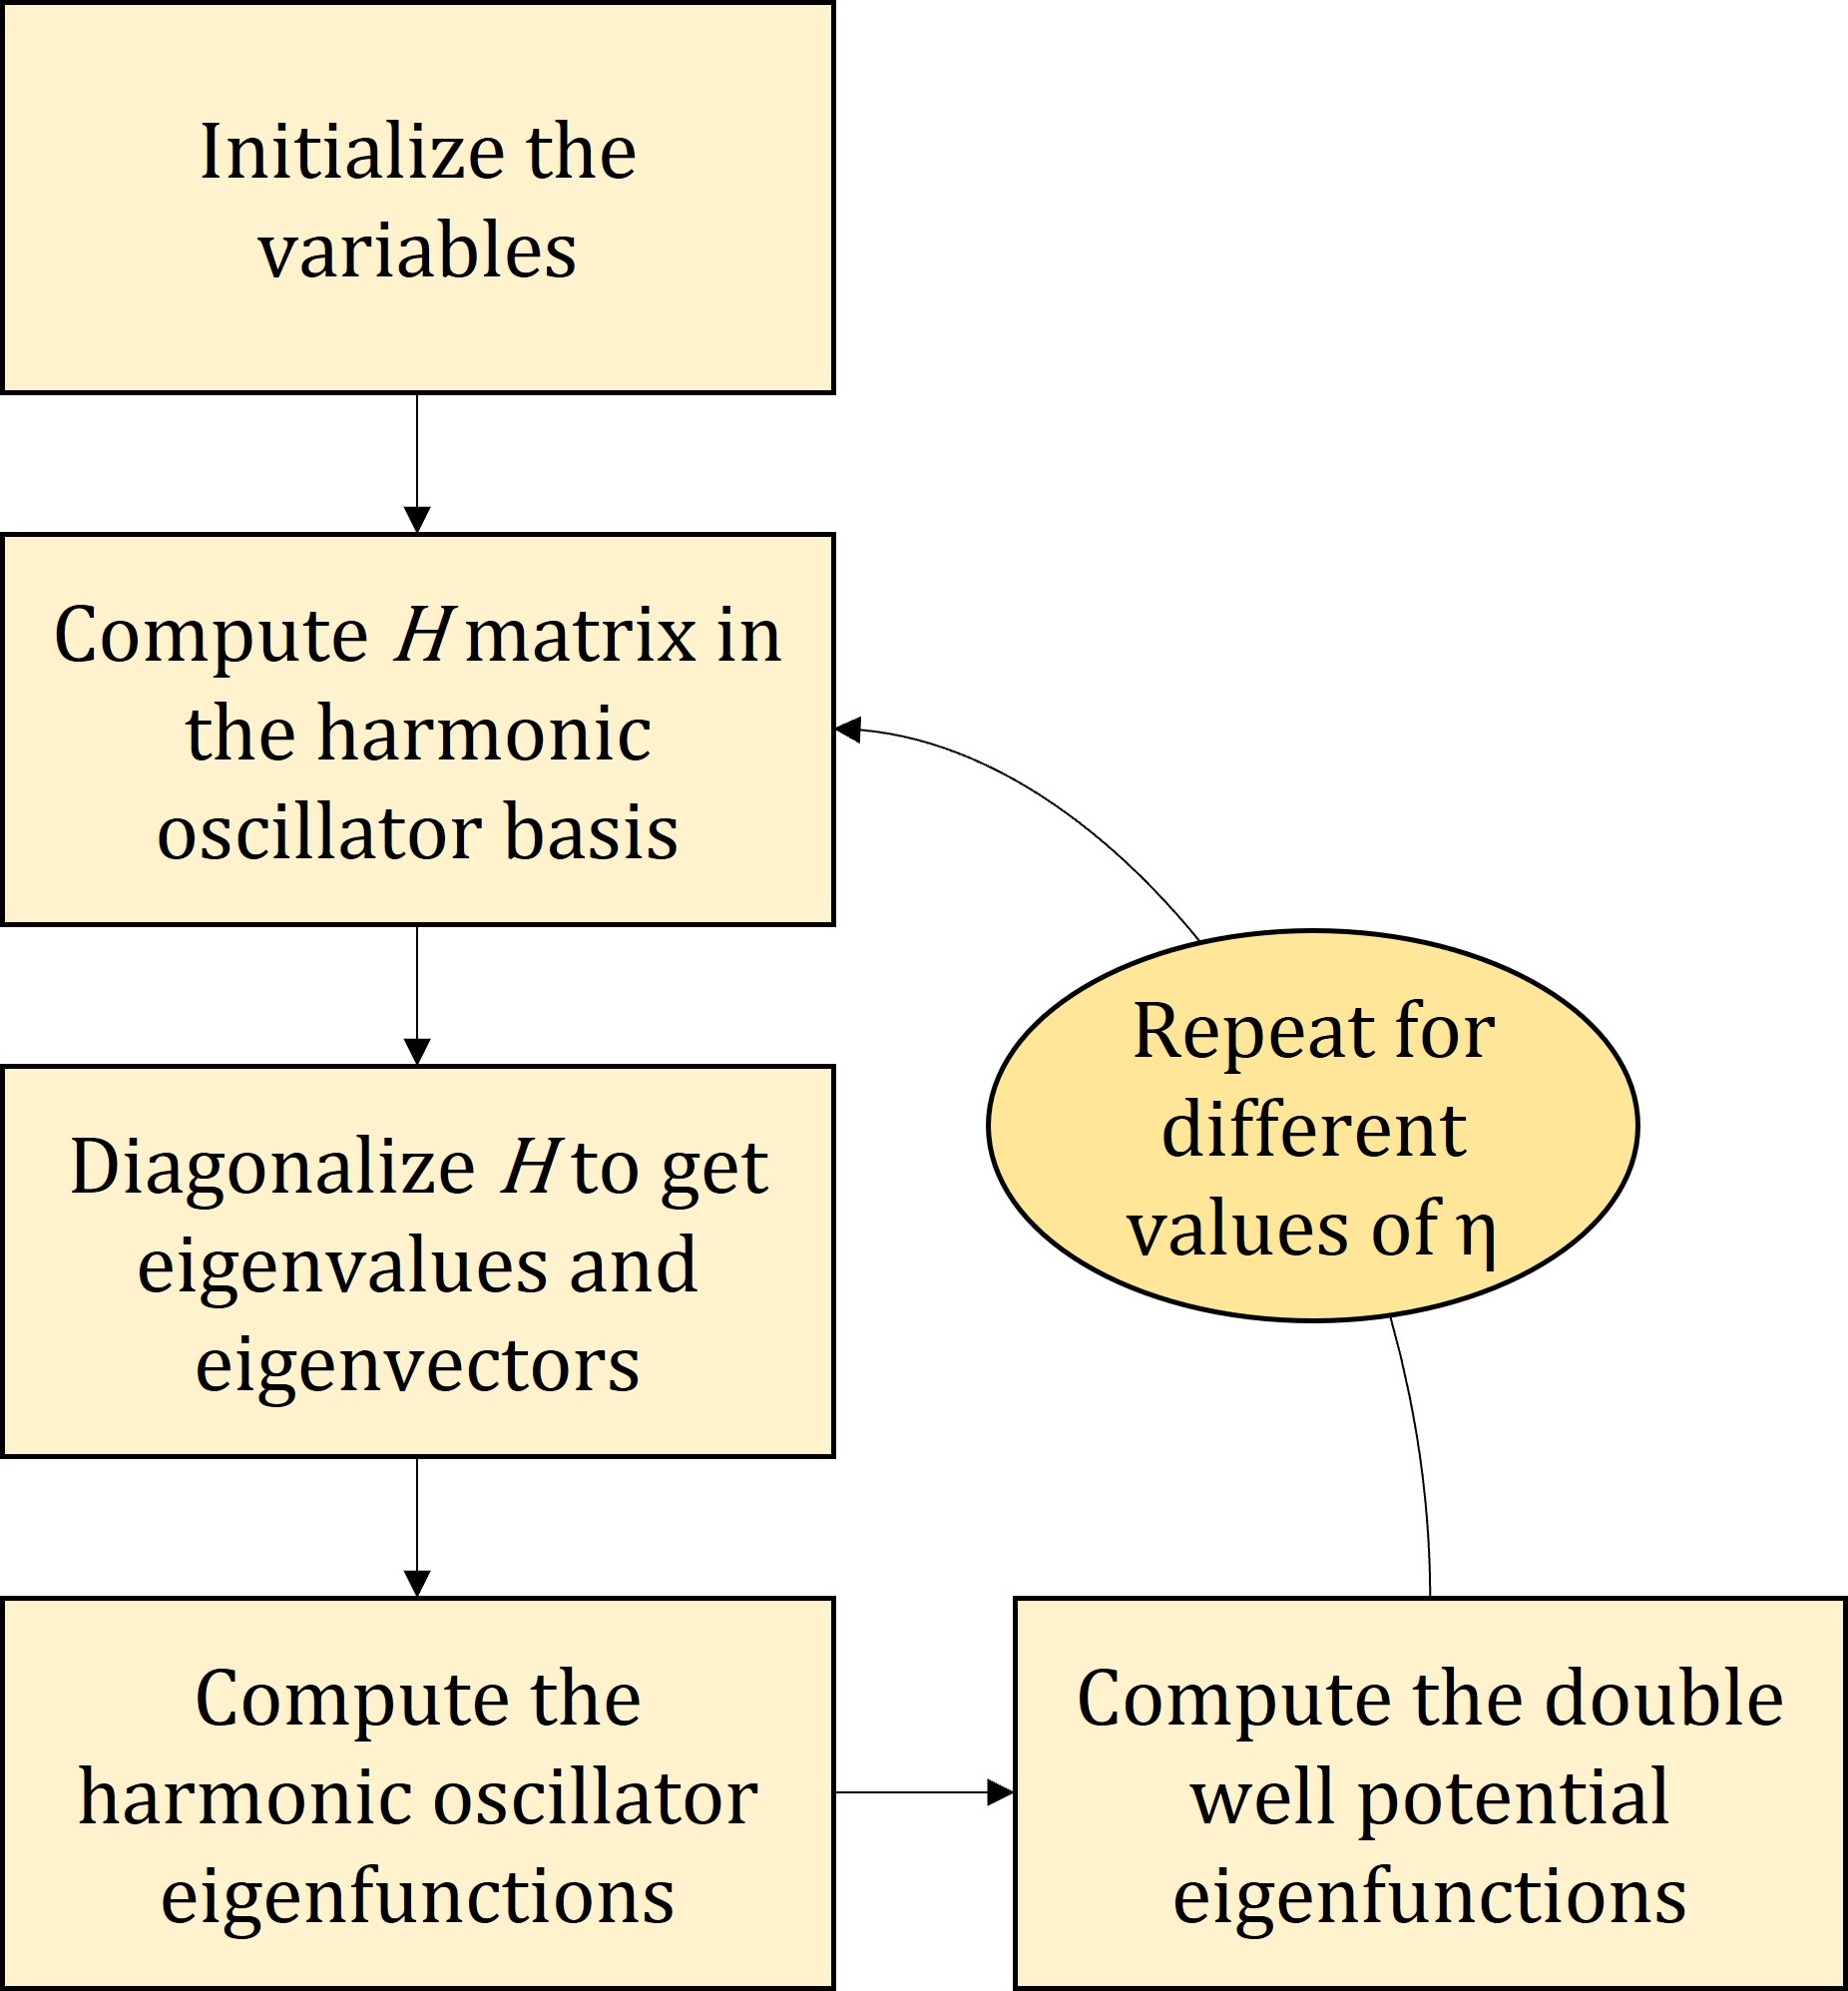 Initialize the
variables
Compute H matrix in
the harmonic
oscillator basis
Diagonalize H to get
eigenvalues and
eigenvectors
Compute the
harmonic oscillator
eigenfunctions
Compute the double
well potential
eigenfunctions
Repeat for
different
values of η